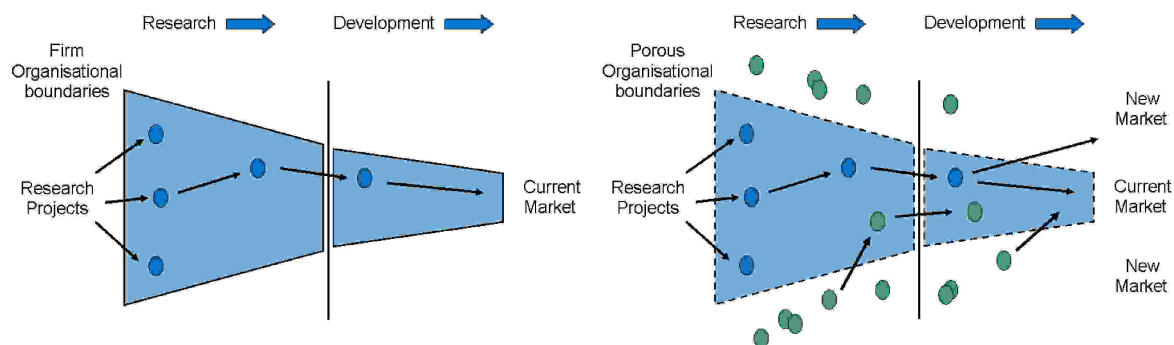 Research
Development
Firm
Organisational
boundaries
Research
Projects
Current
Market
Research
Development
Porous
Organisational
boundaries
New
Market
Research
Projects
Current
Market
New
Market